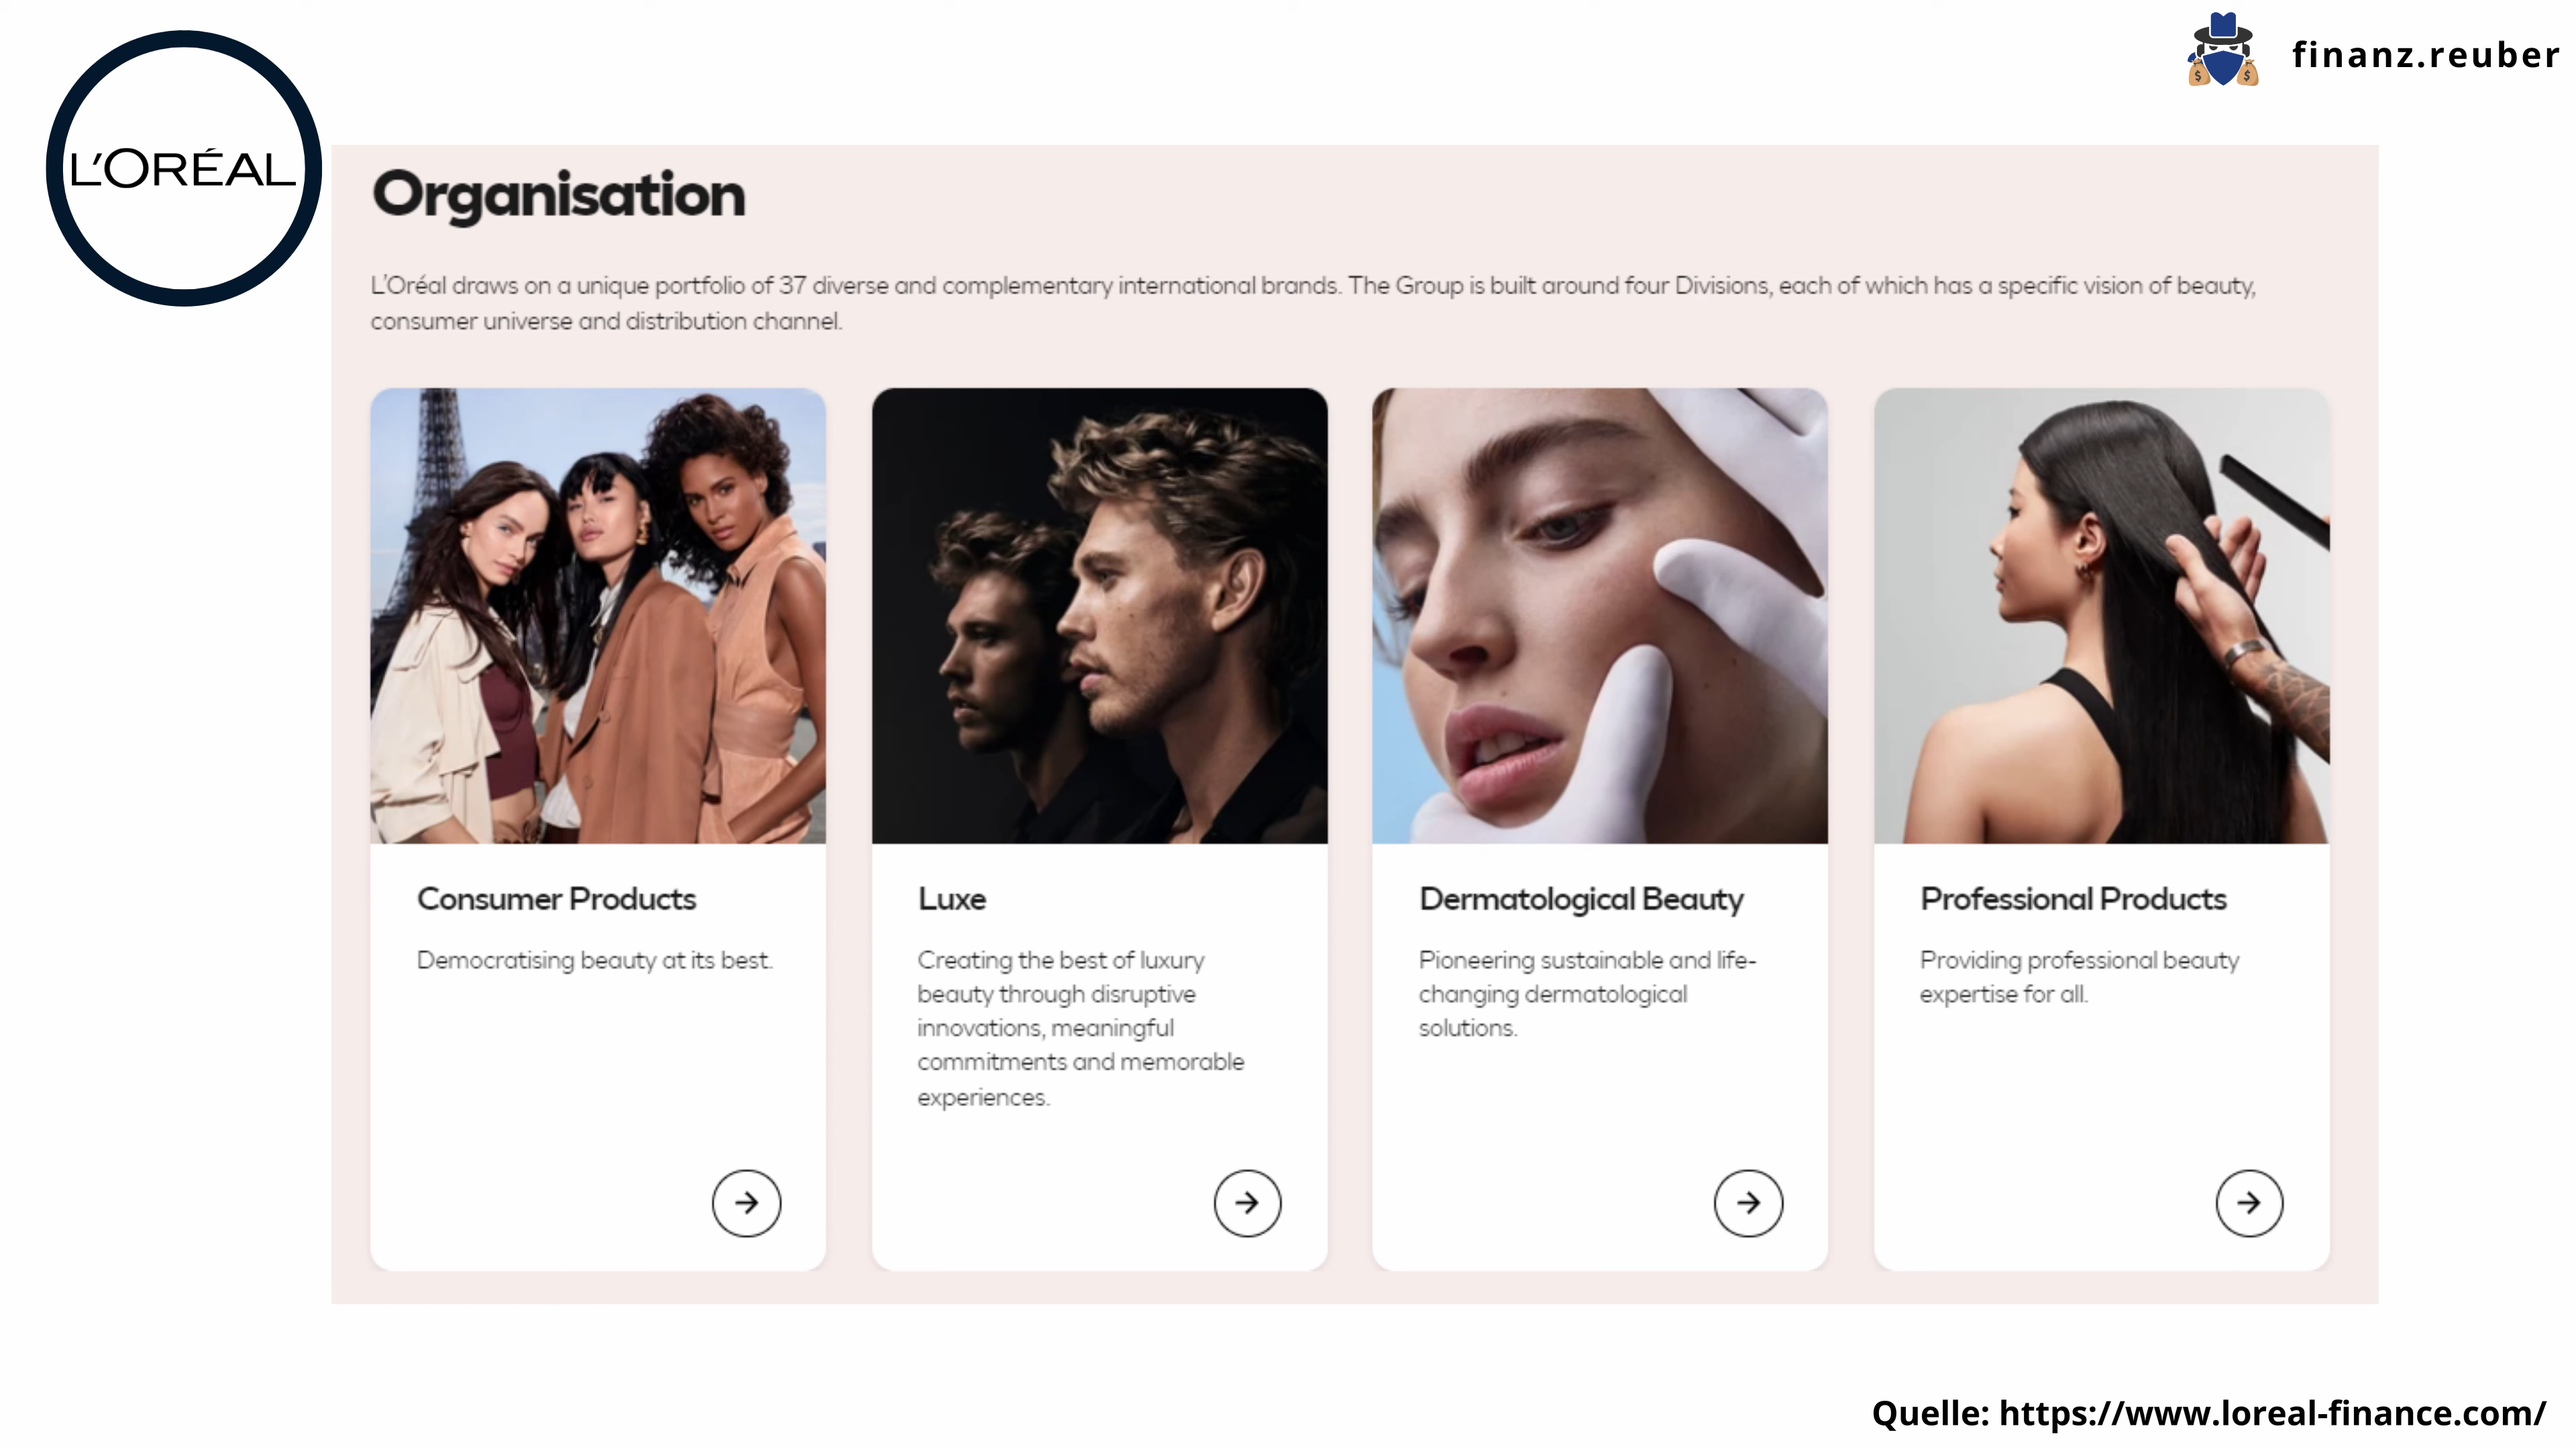 L'ORÉAL
finanz.reuber
$ $
Organisation
L'Oréal draws on a unique portfolio of 37 diverse and complementary international brands. The Group is built around four Divisions, each of which has a specific vision of beauty,
consumer universe and distribution channel.
Consumer Products
Democratising beauty at its best.
Luxe
Creating the best of luxury
beauty through disruptive
innovations, meaningful
commitments and memorable
experiences.
Dermatological Beauty
Pioneering sustainable and life-
changing dermatological
solutions.
Professional Products
Providing professional beauty
expertise for all.
Quelle: https://www.loreal-finance.com/